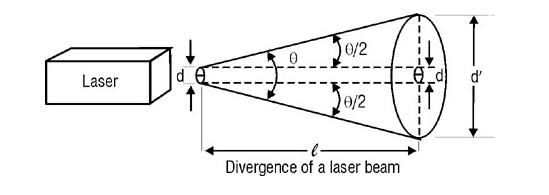 Laser
d
θ
θ/2
θ/2
d
d'
ℓ
Divergence of a laser beam